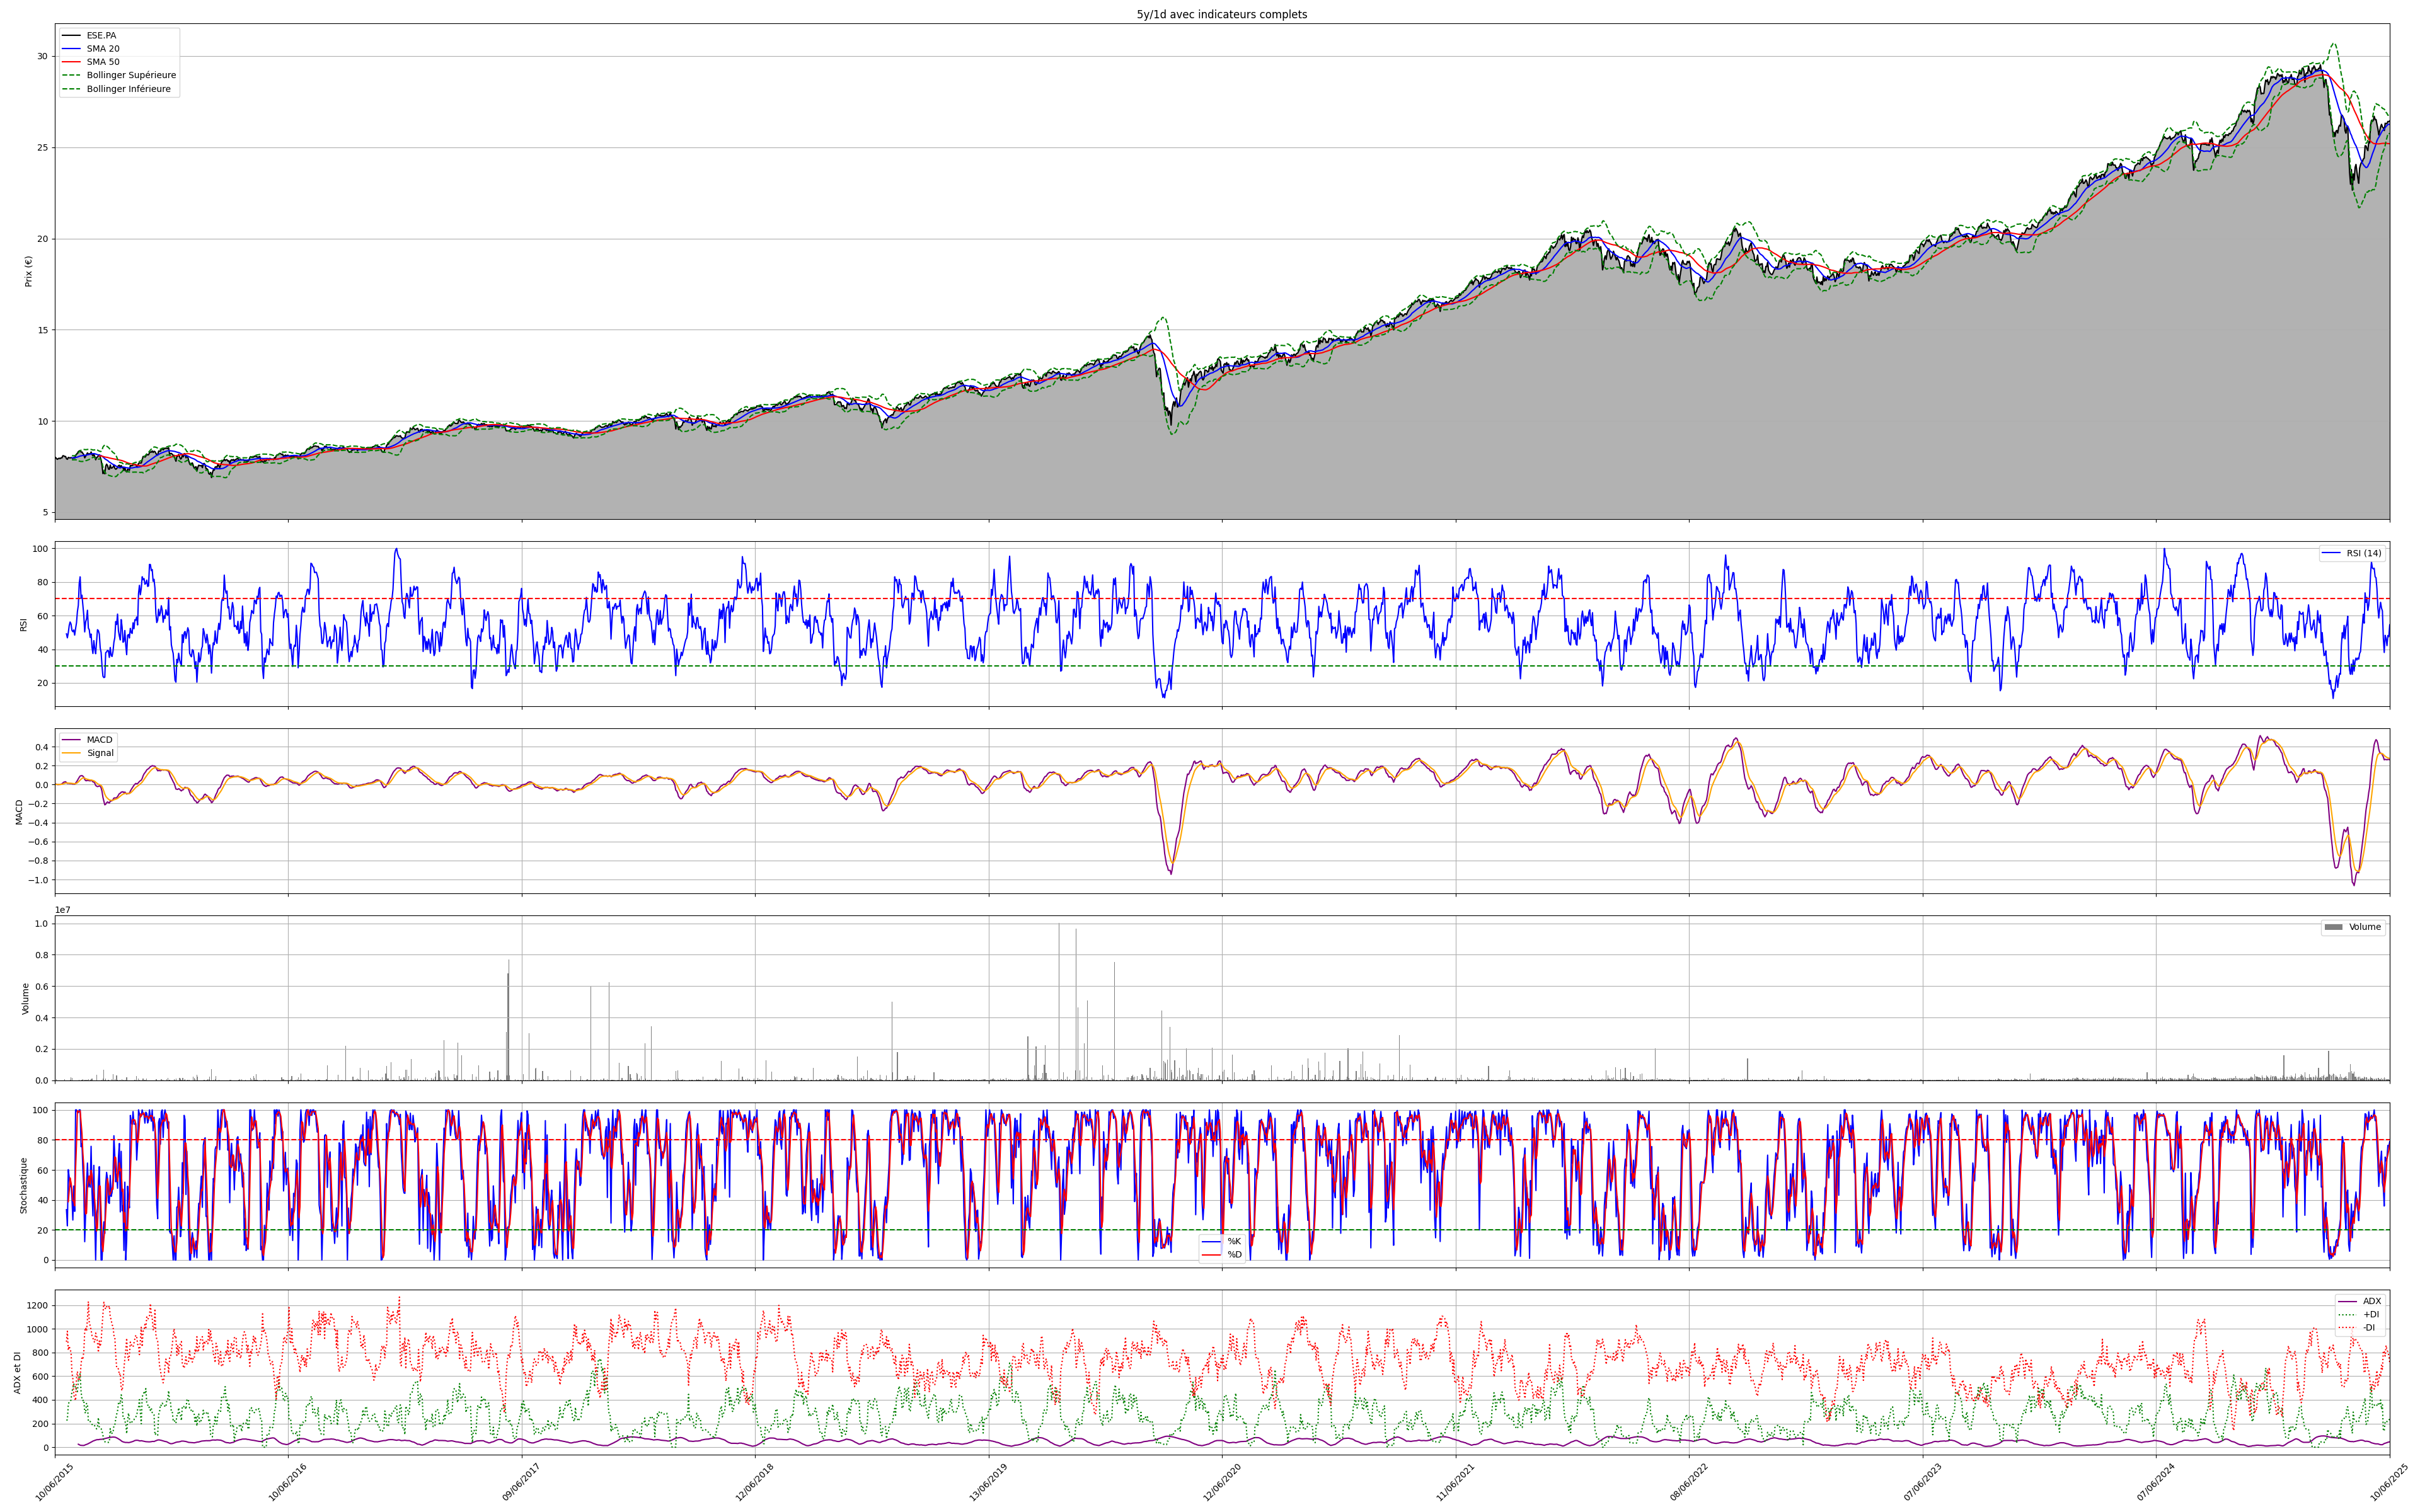 5y/1d avec indicateurs complets
ESE.PA
SMA 20
SMA 50
Bollinger Supérieure
Bollinger Inférieure
Prix (€)
30
25
20
15
10
5
RSI (14)
RSI
100
80
60
40
20
MACD
Signal
MACD
0.4
0.2
0.0
−0.2
−0.4
−0.6
−0.8
−1.0
1e7
Volume
Volume
1.0
0.8
0.6
0.4
0.2
0.0
Stochastique
100
80
60
40
20
0
%K
%D
ADX et DI
1200
1000
800
600
400
200
0
ADX
+DI
-DI
10/06/2015
10/06/2016
09/06/2017
12/06/2018
13/06/2019
12/06/2020
11/06/2021
08/06/2022
07/06/2023
07/06/2024
10/06/2025